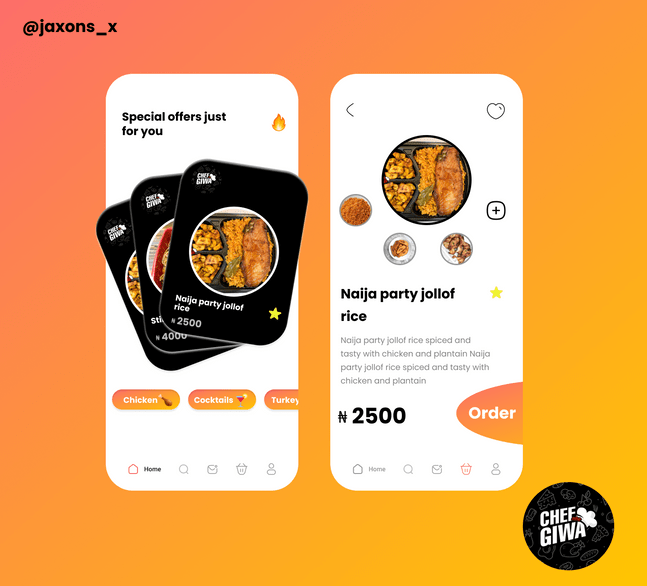 @jaxons_x
Special offers just
for you
CHEF
GIWA
CHEF
GIWA
CHEF
GIWA
Naija party jollof
rice
₦ 2500
₦ 4000
Chicken
Cocktails
Turkey
Home
Naija party jollof
rice
Naija party jollof rice spiced and
tasty with chicken and plantain Naija
party jollof rice spiced and tasty with
chicken and plantain
₦ 2500
Order
Home
CHEF
GIWA